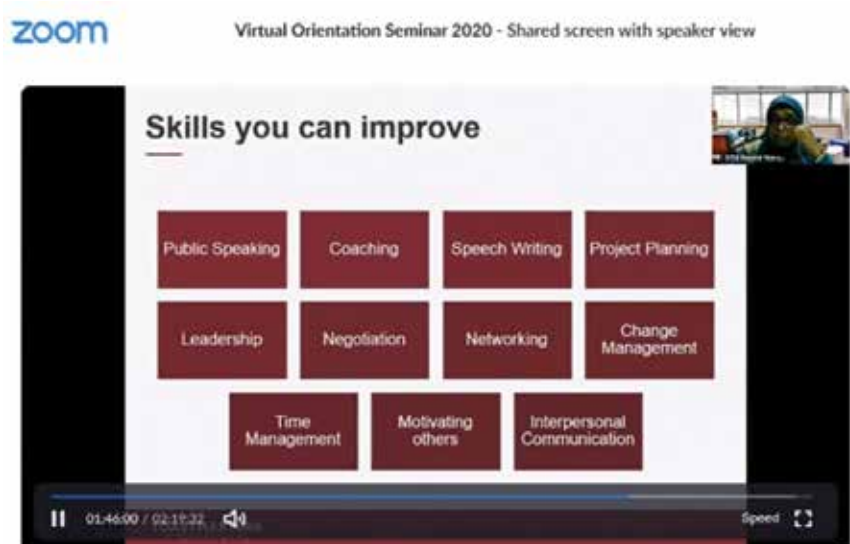 zoom
Virtual Orientation Seminar 2020 - Shared screen with speaker view
Skills you can improve
Public Speaking
Coaching
Speech Writing
Project Planning
Leadership
Negotiation
Networking
Change
Management
Time
Management
Motivating
others
Interpersonal
Communication
01:46:00 / 02:19:32
Speed